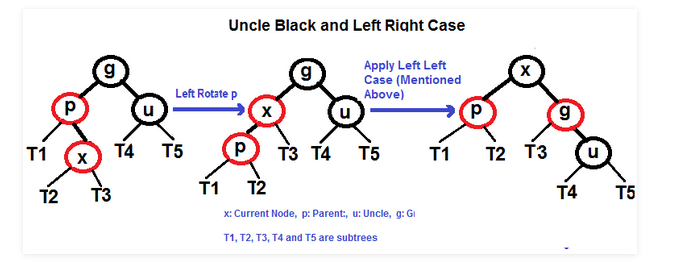 Uncle Black and Left Right Case
g
p
u
T1
x
T4
T5
T2
T3
Left Rotate p
g
x
u
p
T3
T4
T5
T1
T2
Apply Left Left
Case (Mentioned
Above)
x
p
g
T1
T2
T3
u
T4
T5
x: Current Node, p: Parent:, u: Uncle, g:
T1, T2, T3, T4 and T5 are subtrees